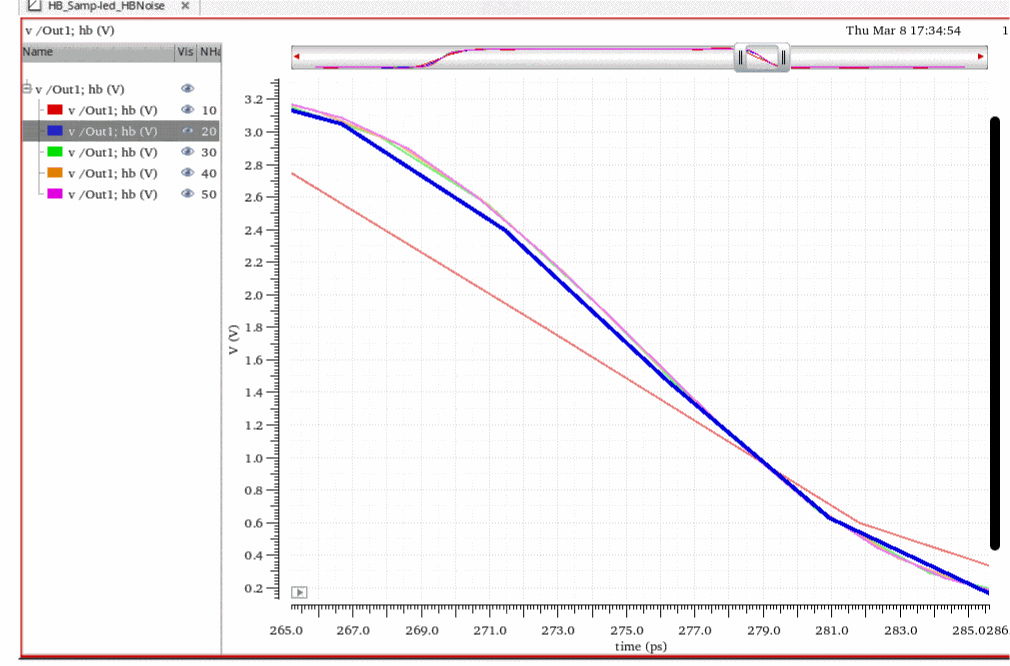 HB_Samp-led_HBNoise ×
v /Out1; hb (V)
Thu Mar 8 17:34:54 1
Name Vis NHa
v /Out1; hb (V)
v /Out1; hb (V) 10
v /Out1; hb (V) 20
v /Out1; hb (V) 30
v /Out1; hb (V) 40
v /Out1; hb (V) 50
3.2
3.0
2.8
2.6
2.4
2.2
2.0
1.8
1.6
1.4
1.2
1.0
0.8
0.6
0.4
0.2
V (V)
265.0 267.0 269.0 271.0 273.0 275.0 277.0 279.0 281.0 283.0 285.0286.
time (ps)